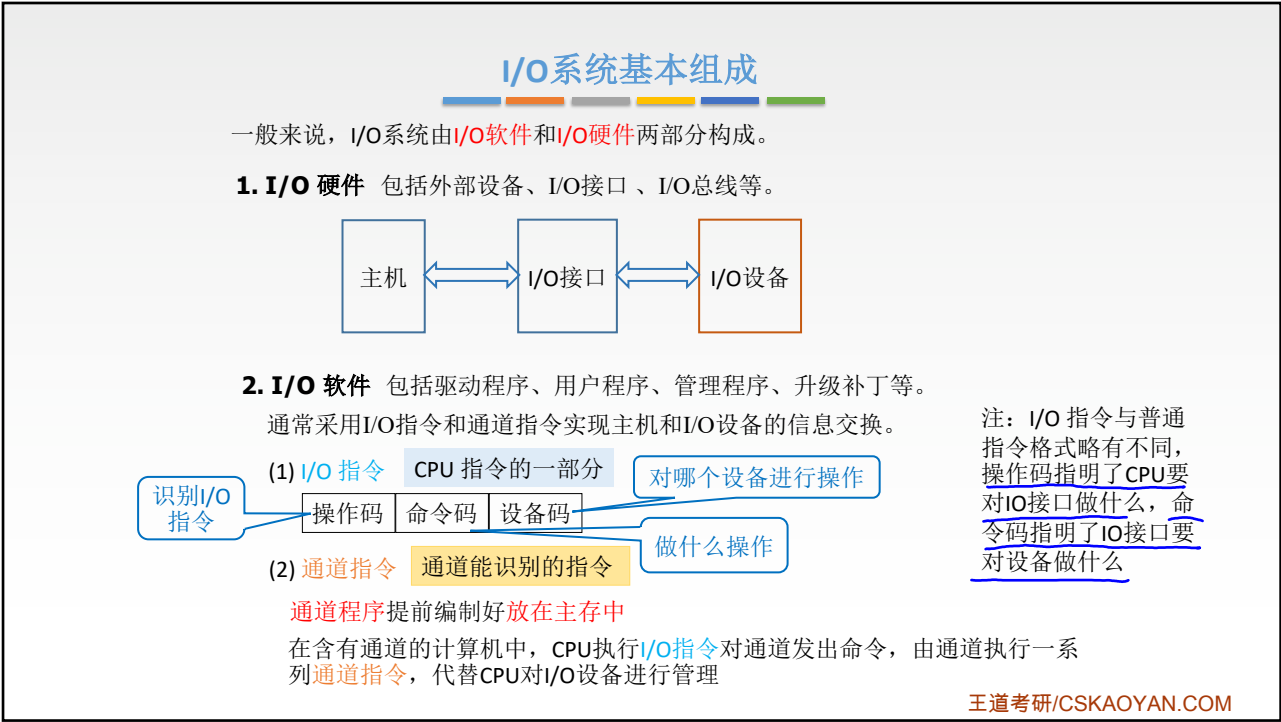 I/O系统基本组成
一般来说，I/O系统由I/O软件和I/O硬件两部分构成。
1. I/O 硬件 包括外部设备、I/O接口 、I/O总线等。
主机
I/O接口
I/O设备
2. I/O 软件 包括驱动程序、用户程序、管理程序、升级补丁等。
通常采用I/O指令和通道指令实现主机和I/O设备的信息交换。
(1) I/O 指令 CPU 指令的一部分
对哪个设备进行操作
识别I/O
指令
操作码 命令码 设备码
做什么操作
(2) 通道指令 通道能识别的指令
通道程序提前编制好放在主存中
在含有通道的计算机中，CPU执行I/O指令对通道发出命令，由通道执行一系
列通道指令，代替CPU对I/O设备进行管理
注：I/O 指令与普通
指令格式略有不同，
操作码指明了CPU要
对IO接口做什么，命
令码指明了IO接口要
对设备做什么
王道考研/CSKAOYAN.COM